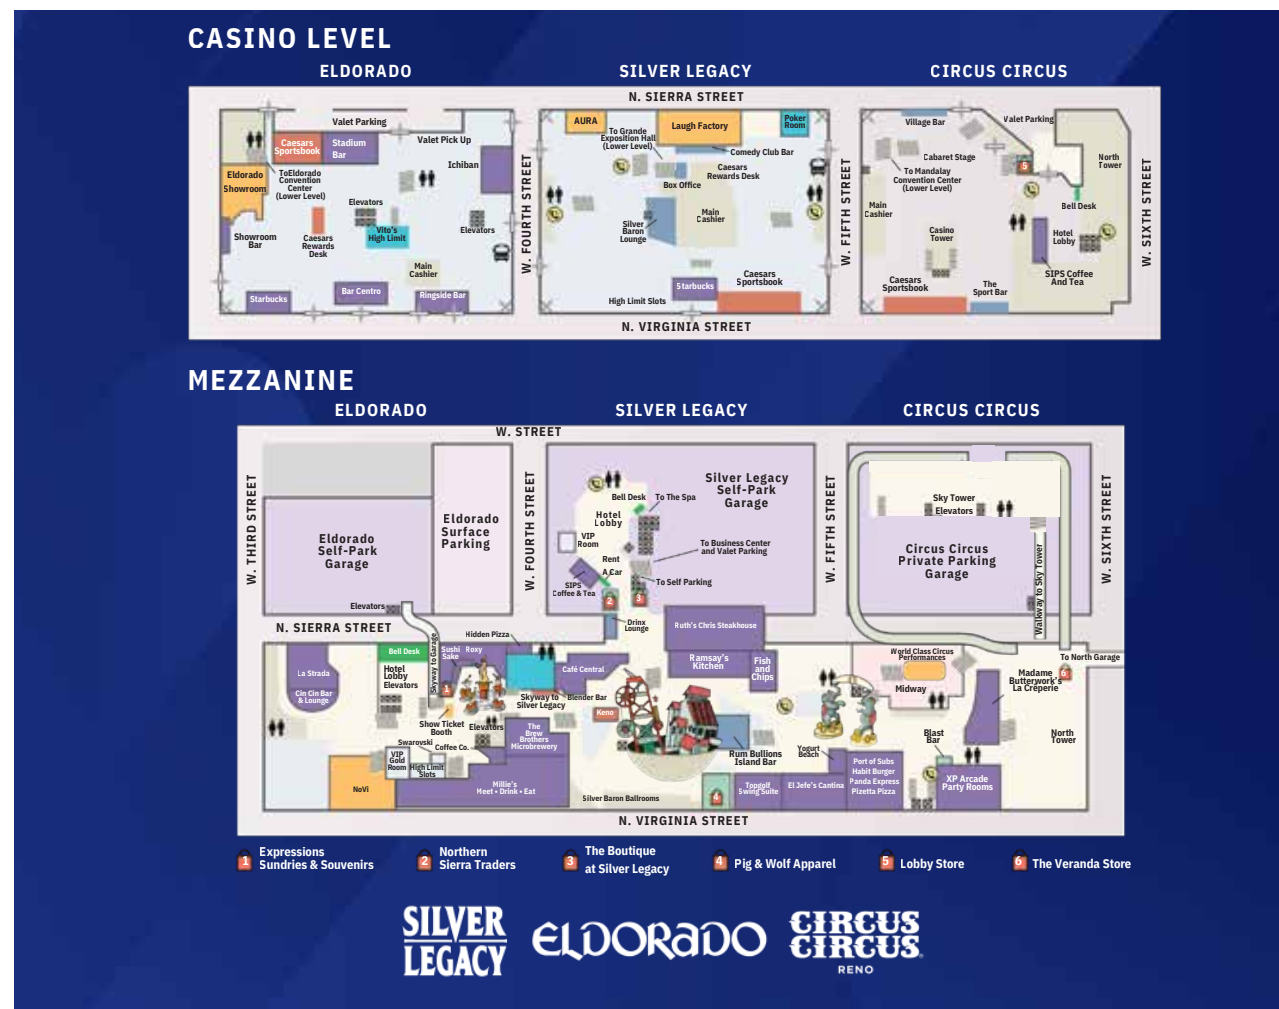 CASINO LEVEL
ELDORADO
SILVER LEGACY
CIRCUS CIRCUS
N. SIERRA STREET
Valet Parking
Valet Pick Up
Caesars
Sportsbook
Stadium
Bar
Ichiban
Eldorado
Showroom
ToEldorado
Convention
Center
(Lower Level)
Elevators
Vito's
High Limit
Elevators
Showroom
Bar
Caesars
Rewards
Desk
Main
Cashier
Starbucks
Bar Centro
Ringside Bar
W. FOURTH STREET
AURA
To Grande
Exposition Hall
(Lower Level)
Laugh Factory
Poker
Room
Comedy Club Bar
Caesars
Rewards Desk
Box Office
Silver
Baron
Lounge
Main
Cashier
Starbucks
Caesars
Sportsbook
High Limit Slots
N. VIRGINIA STREET
W. FIFTH STREET
Village Bar
Valet Parking
Cabaret Stage
To Mandalay
Convention Center
(Lower Level)
5
North
Tower
Main
Cashier
Bell Desk
Casino
Tower
Hotel
Lobby
SIPS Coffee
And Tea
Caesars
Sportsbook
The
Sport Bar
W. SIXTH STREET
MEZZANINE
ELDORADO
SILVER LEGACY
CIRCUS CIRCUS
W. STREET
W. THIRD STREET
Eldorado
Self-Park
Garage
Eldorado
Surface
Parking
W. FOURTH STREET
Silver Legacy
Self-Park
Garage
Bell Desk
To The Spa
Hotel
Lobby
VIP
Room
To Business Center
and Valet Parking
Rent
A Car
SIPS
Coffee & Tea
To Self Parking
2
3
Drinx
Lounge
W. FIFTH STREET
Sky Tower
Elevators
Circus Circus
Private Parking
Garage
Walkway to Sky Tower
W. SIXTH STREET
Elevators
N. SIERRA STREET
Skyway to Garage
Bell Desk
Sushi
Sake
Roxy
Hidden Pizza
La Strada
Cin Cin Bar
& Lounge
Hotel
Lobby
Elevators
1
Show Ticket
Booth
Elevators
Swarovski
Coffee Co.
VIP
Gold
Room
High Limit
Slots
NoVi
The
Brew
Brothers
Microbrewery
Millie's
Meet • Drink • Eat
Skyway to
Silver Legacy
Café Central
Blender Bar
Keno
Ruth's Chris Steakhouse
Ramsay's
Kitchen
Fish
and
Chips
Rum Bullions
Island Bar
Silver Baron Ballrooms
4
Topgolf
Swing Suite
El Jefe's Cantina
Yogurt
Beach
Port of Subs
Habit Burger
Panda Express
Pizetta Pizza
World Class Circus
Performances
Midway
Blast
Bar
XP Arcade
Party Rooms
To North Garage
6
Madame
Butterwork's
La Creperie
North
Tower
N. VIRGINIA STREET
1 Expressions
Sundries & Souvenirs
2 Northern
Sierra Traders
3 The Boutique
at Silver Legacy
4 Pig & Wolf Apparel
5 Lobby Store
6 The Veranda Store
SILVER
LEGACY
ELDORADO
CIRCUS
CIRCUS
RENO